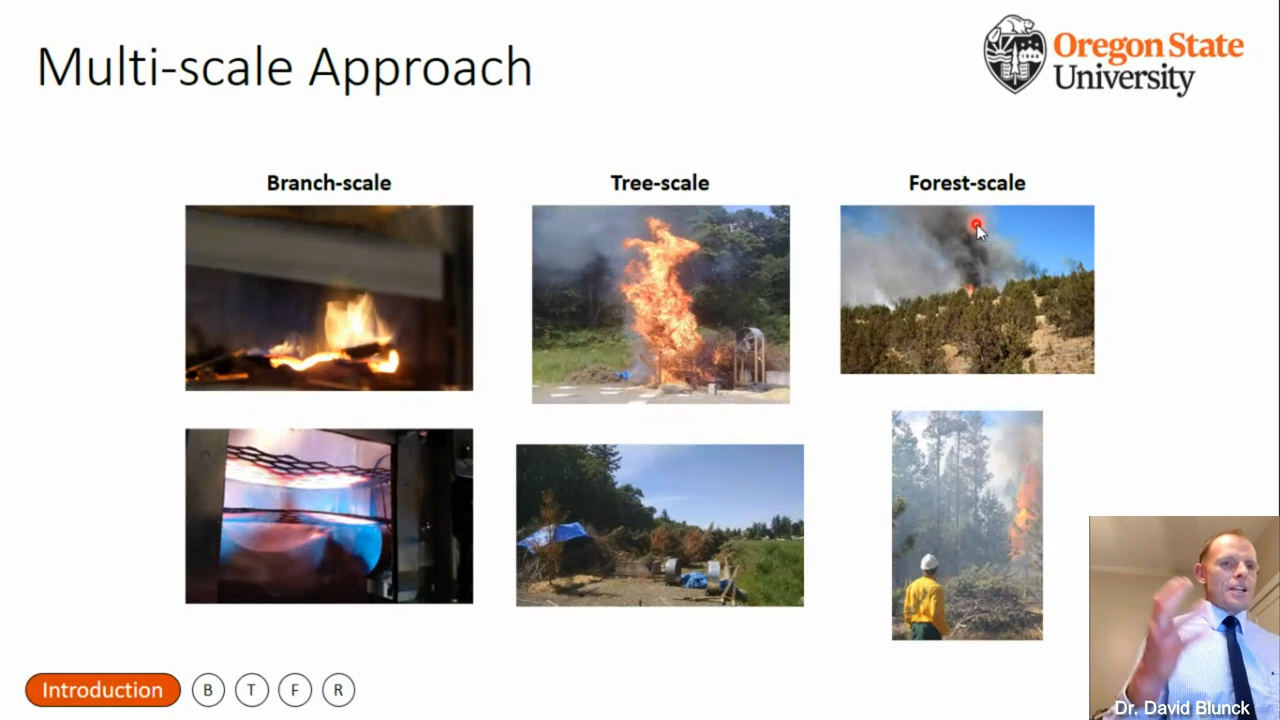 Multi-scale Approach
Oregon State
University
Branch-scale
Tree-scale
Forest-scale
Introduction
B
T
F
R
Dr. David Blunck